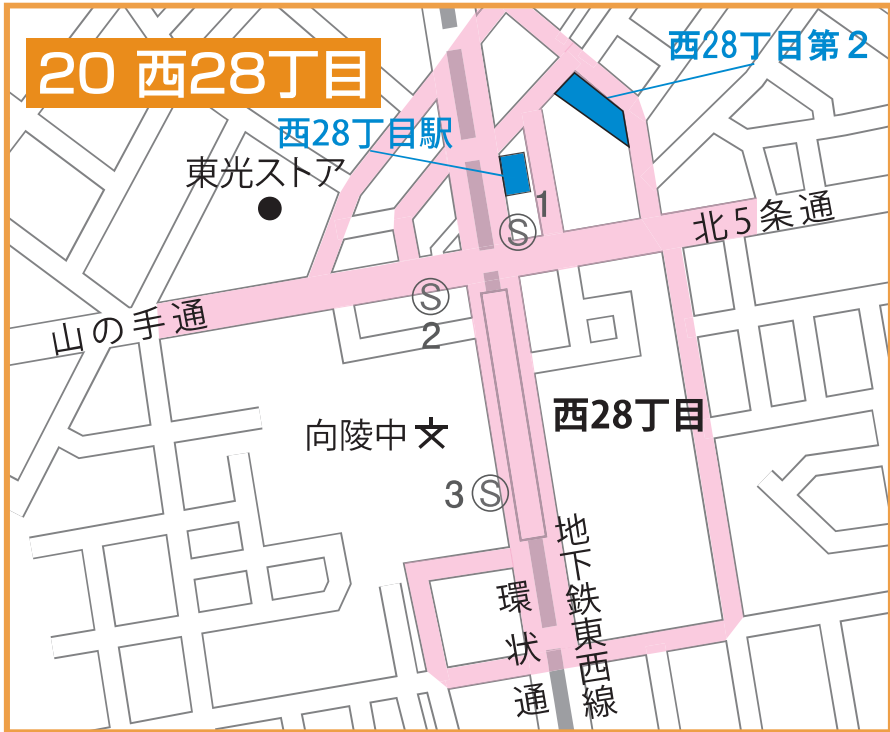 20 西28丁目
西28丁目第2
西28丁目駅
東光ストア
1
Ⓢ
北5条通
Ⓢ
2
山の手通
向陵中
西28丁目
3 Ⓢ
地下鉄東西線
環状通